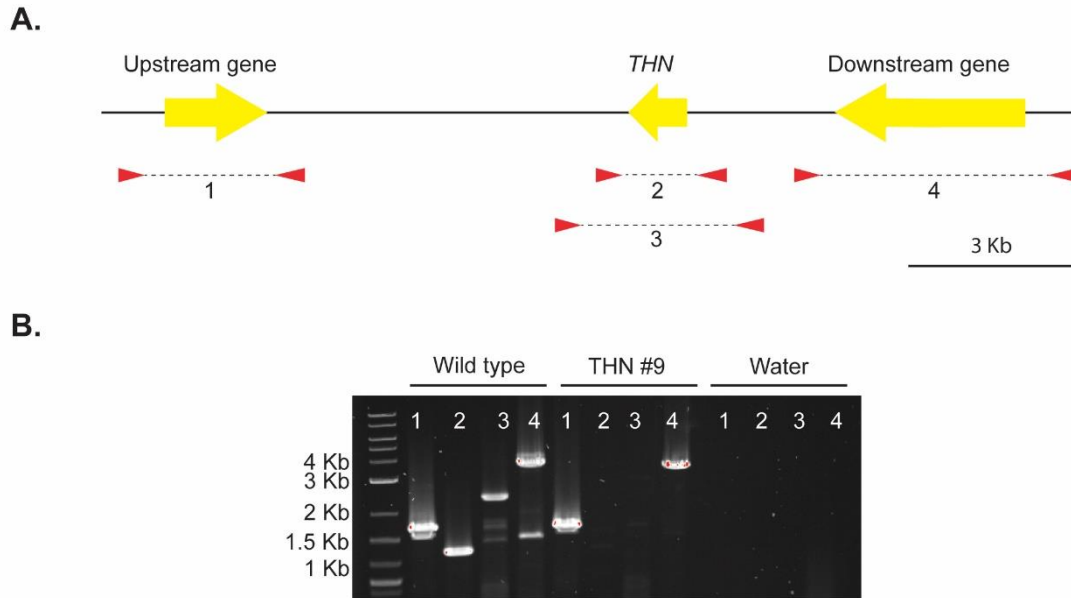 A.
Upstream gene THN Downstream gene
1 2 4
3
3 Kb
B.
Wild type THN #9 Water
1 2 3 4 1 2 3 4 1 2 3 4
4 Kb
3 Kb
2 Kb
1.5 Kb
1 Kb